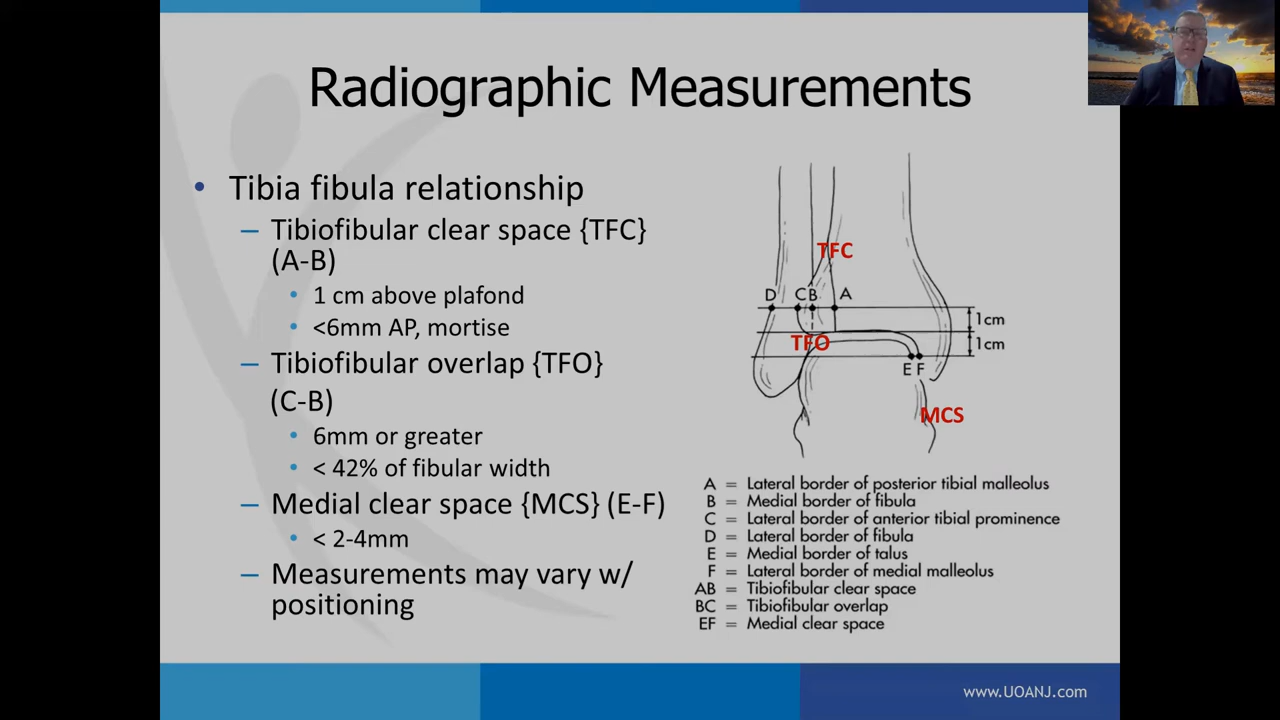 Radiographic Measurements
• Tibia fibula relationship
– Tibiofibular clear space {TFC}
(A-B)
• 1 cm above plafond
• <6mm AP, mortise
– Tibiofibular overlap {TFO}
(C-B)
• 6mm or greater
• < 42% of fibular width
– Medial clear space {MCS} (E-F)
• < 2-4mm
– Measurements may vary w/
positioning
TFC
D C B A
1cm
TFO
1cm
E F
MCS
A = Lateral border of posterior tibial malleolus
B = Medial border of fibula
C = Lateral border of anterior tibial prominence
D = Lateral border of fibula
E = Medial border of talus
F = Lateral border of medial malleolus
AB = Tibiofibular clear space
BC = Tibiofibular overlap
EF = Medial clear space
www.UOANJ.com